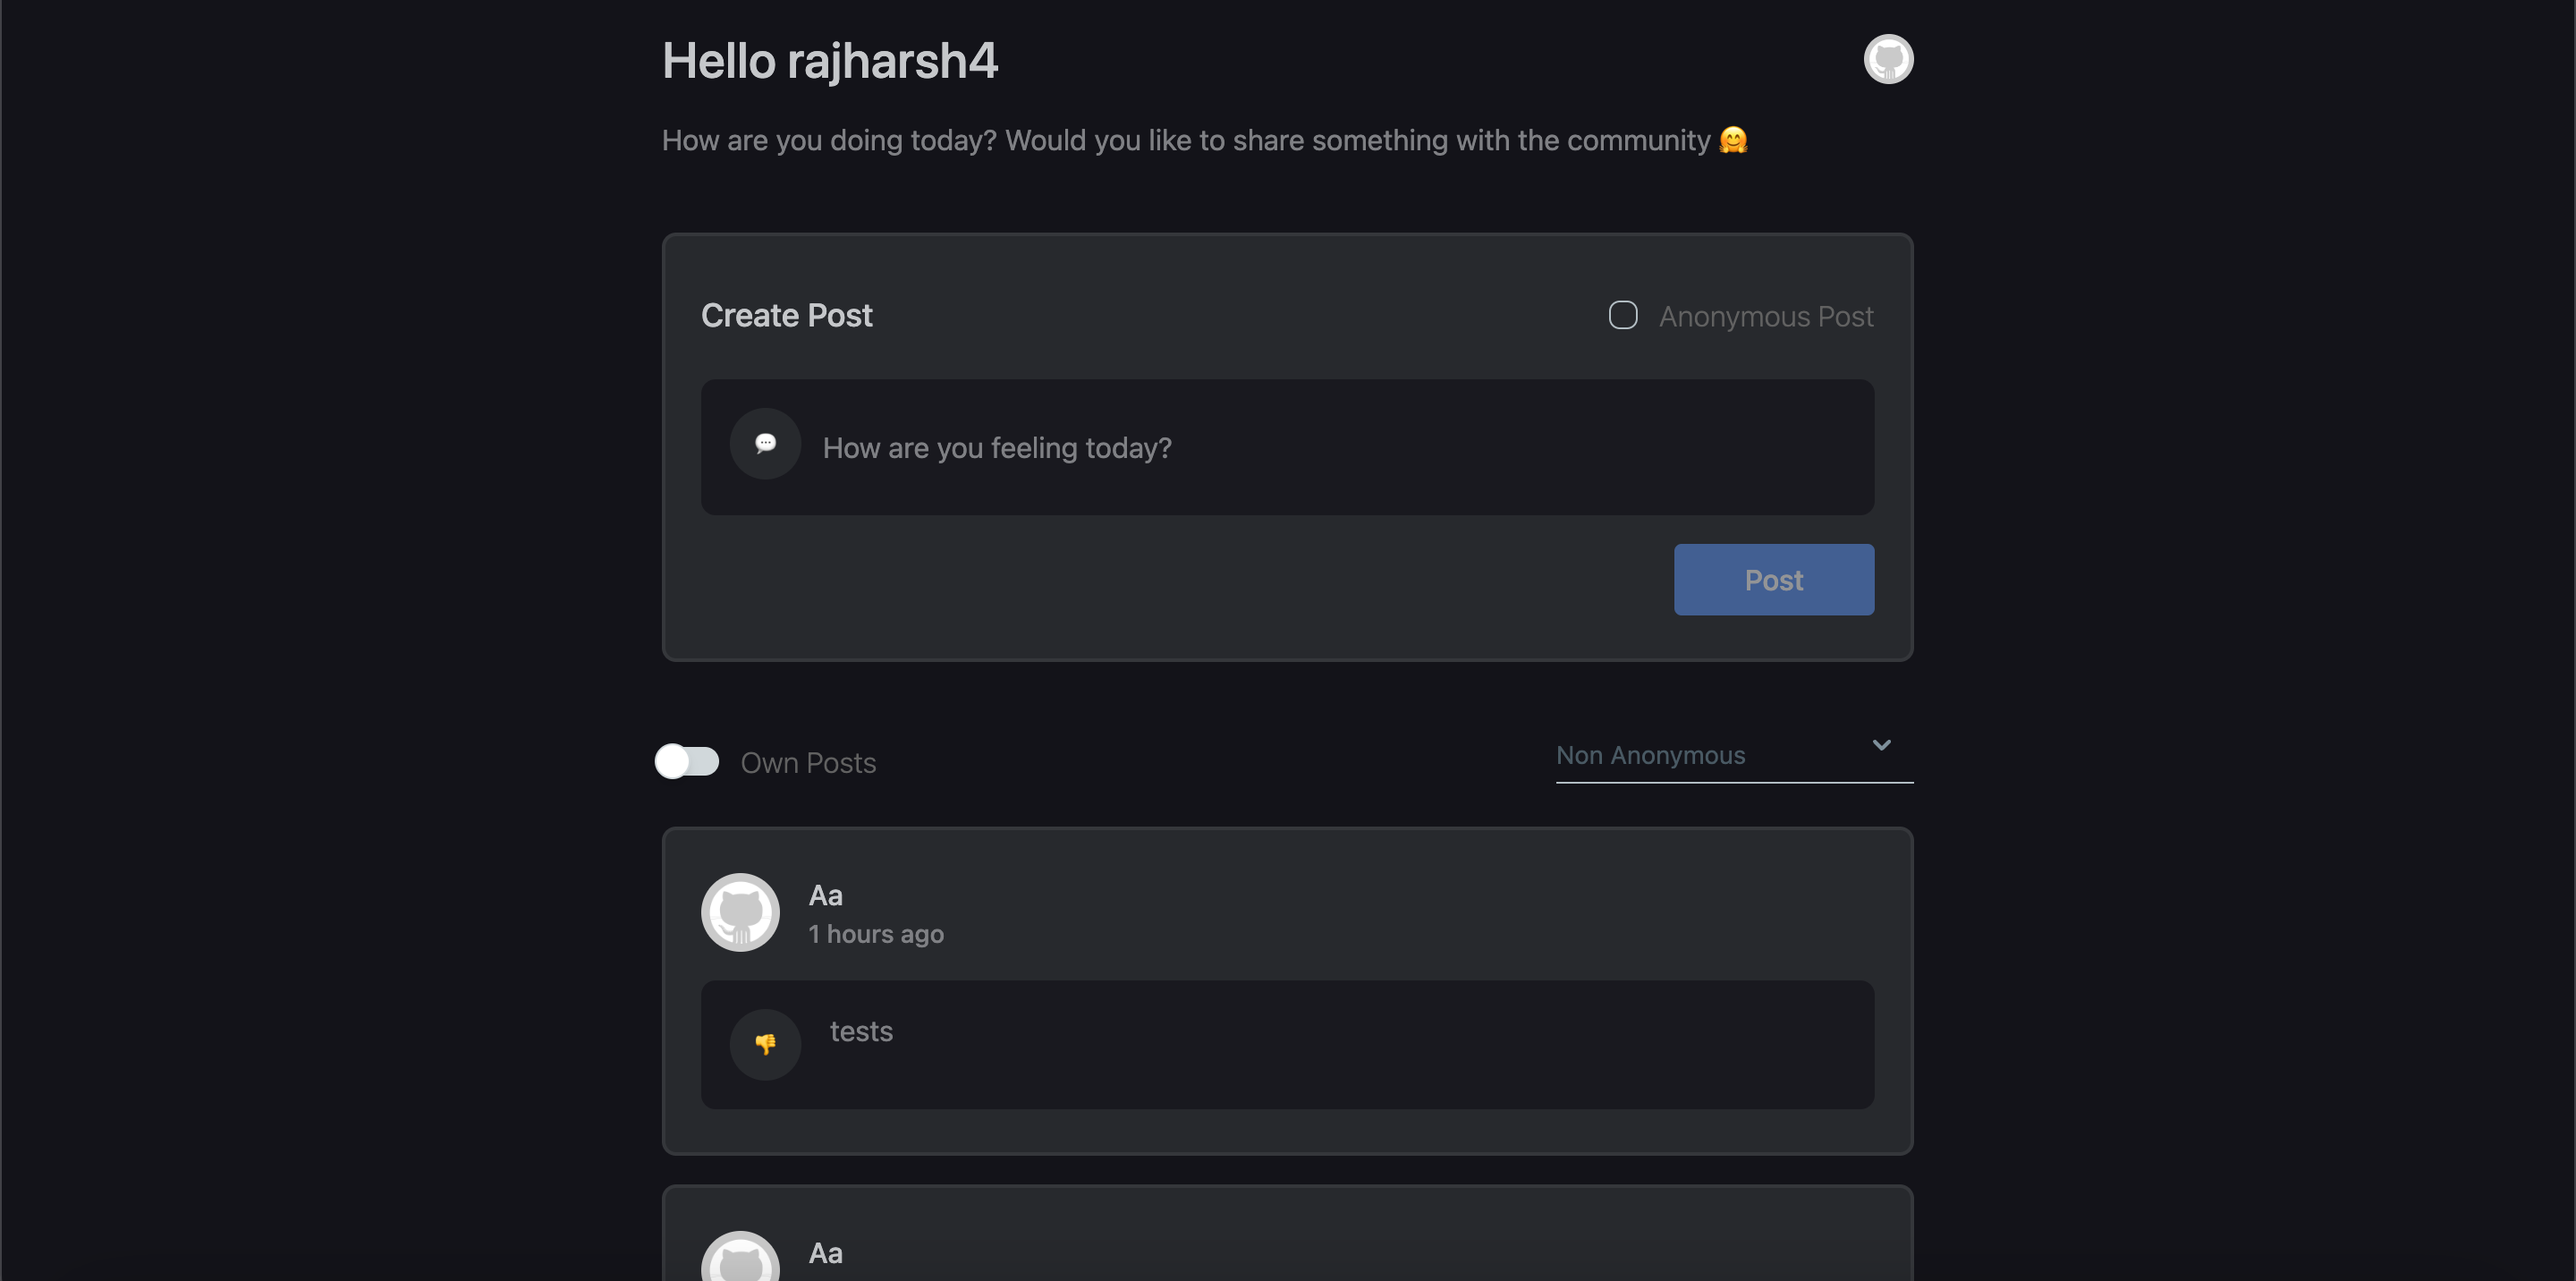 Hello rajharsh4
How are you doing today? Would you like to share something with the community 🤗
Create Post
Anonymous Post
How are you feeling today?
Post
Own Posts
Non Anonymous
Aa
1 hours ago
tests
Aa